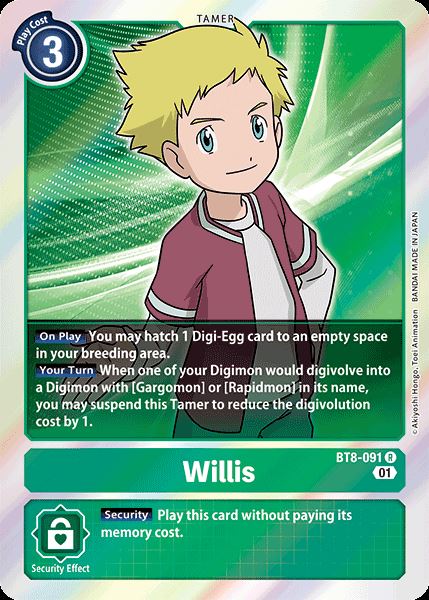 TAMER
Play Cost
3
On Play You may hatch 1 Digi-Egg card to an empty space
in your breeding area.
Your Turn When one of your Digimon would digivolve into
a Digimon with [Gargomon] or [Rapidmon] in its name,
you may suspend this Tamer to reduce the digivolution
cost by 1.
©Akiyoshi Hongo, Toei Animation BANDAI MADE IN JAPAN
BT8-091 R
Willis
01
Security Play this card without paying its
memory cost.
Security Effect